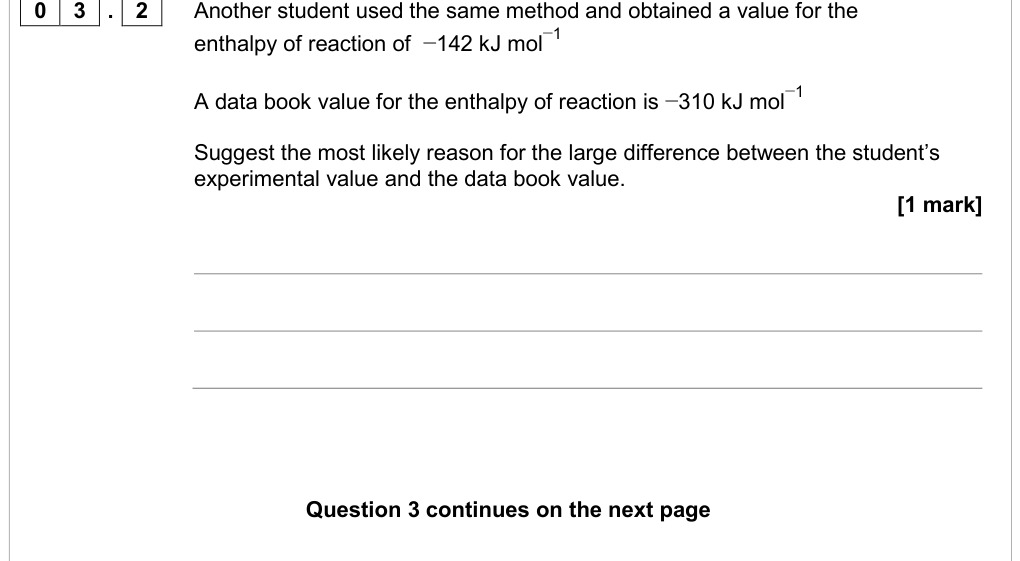 0 3 . 2 Another student used the same method and obtained a value for the
enthalpy of reaction of −142 kJ mol⁻¹
A data book value for the enthalpy of reaction is −310 kJ mol⁻¹
Suggest the most likely reason for the large difference between the student’s
experimental value and the data book value.
[1 mark]
Question 3 continues on the next page